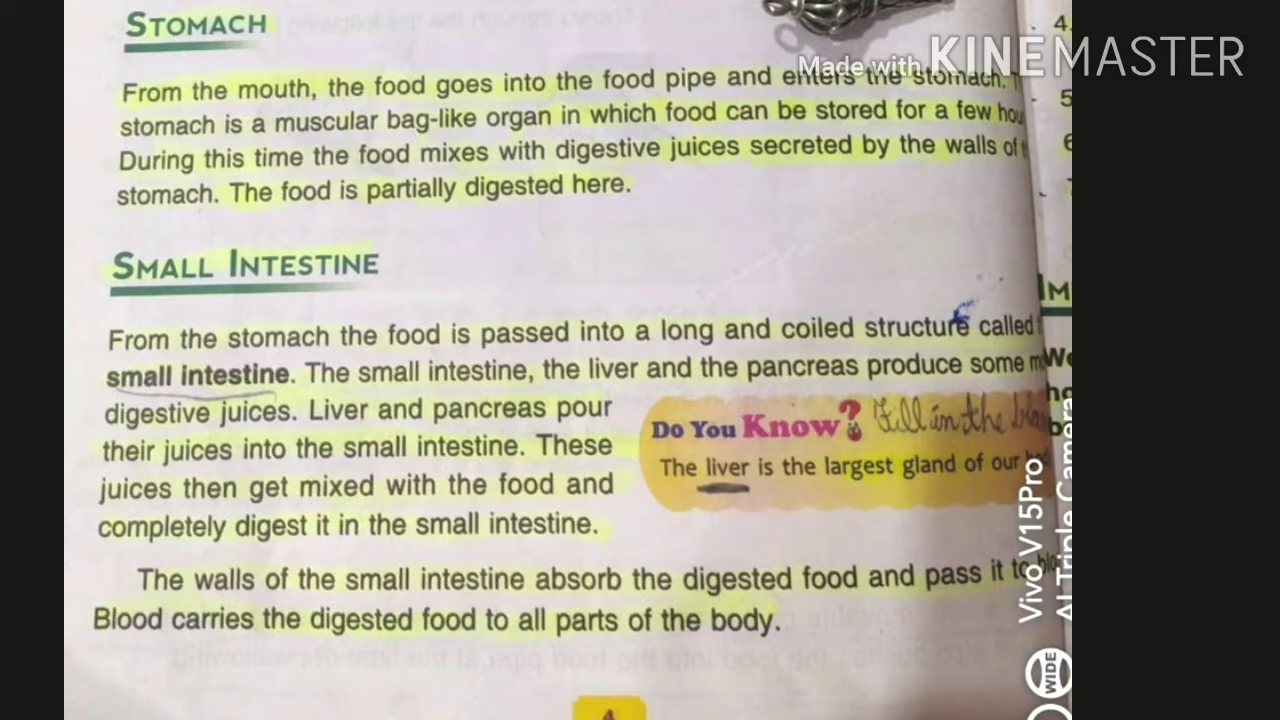 STOMACH
Made with KINEMASTER
From the mouth, the food goes into the food pipe and enters the stomach.
stomach is a muscular bag-like organ in which food can be stored for a few hou
During this time the food mixes with digestive juices secreted by the walls of
stomach. The food is partially digested here.
SMALL INTESTINE
From the stomach the food is passed into a long and coiled structure called
small intestine. The small intestine, the liver and the pancreas produce some
digestive juices. Liver and pancreas pour
their juices into the small intestine. These
juices then get mixed with the food and
completely digest it in the small intestine.
Do You Know? Fill in the
The liver is the largest gland of our
The walls of the small intestine absorb the digested food and pass it to
Blood carries the digested food to all parts of the body.
4
4.
5
6
IM
We
Vivo V15Pro
AI Triple Camera
WIDE